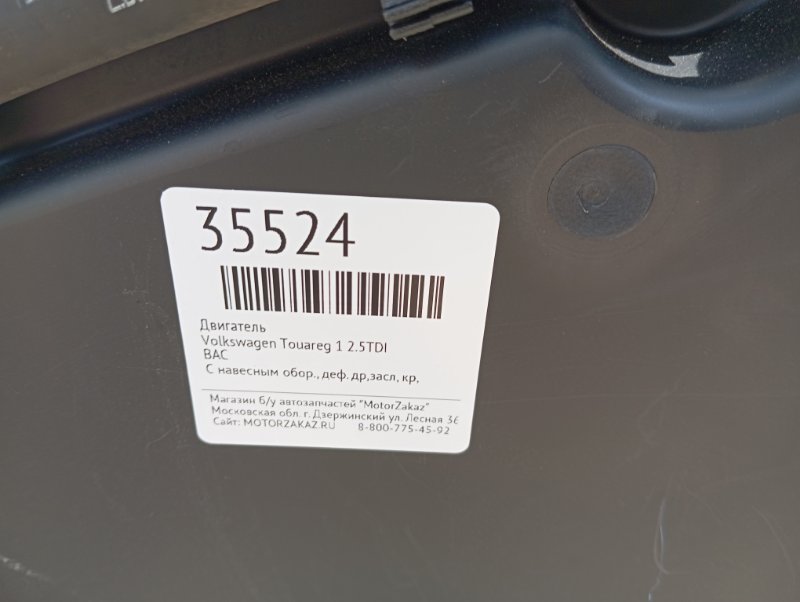 35524
Двигатель
Volkswagen Touareg 1 2.5TDI
BAC
С навесным обор., деф. др,засл, кр,
Магазин б/у автозапчастей "MotorZakaz"
Московская обл. г. Дзержинский ул. Лесная 36
Сайт: MOTORZAKAZ.RU 8-800-775-45-92